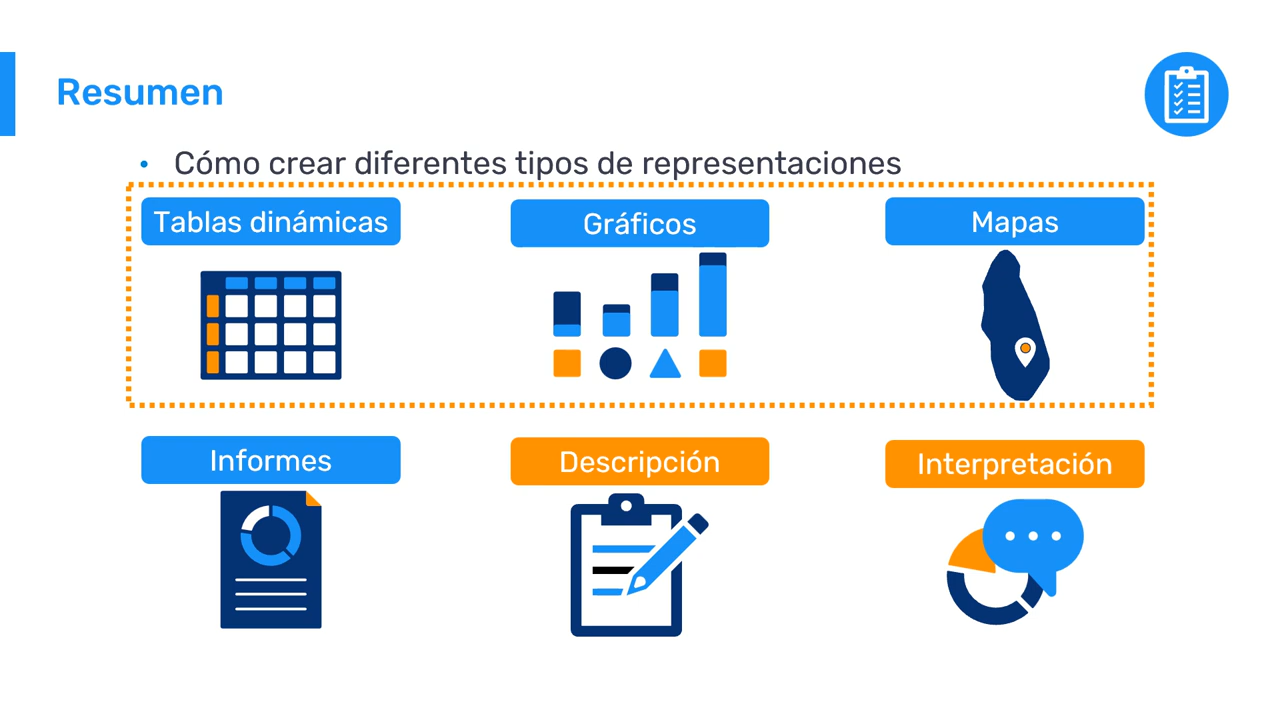 Resumen
• Cómo crear diferentes tipos de representaciones
Tablas dinámicas
Gráficos
Mapas
Informes
Descripción
Interpretación